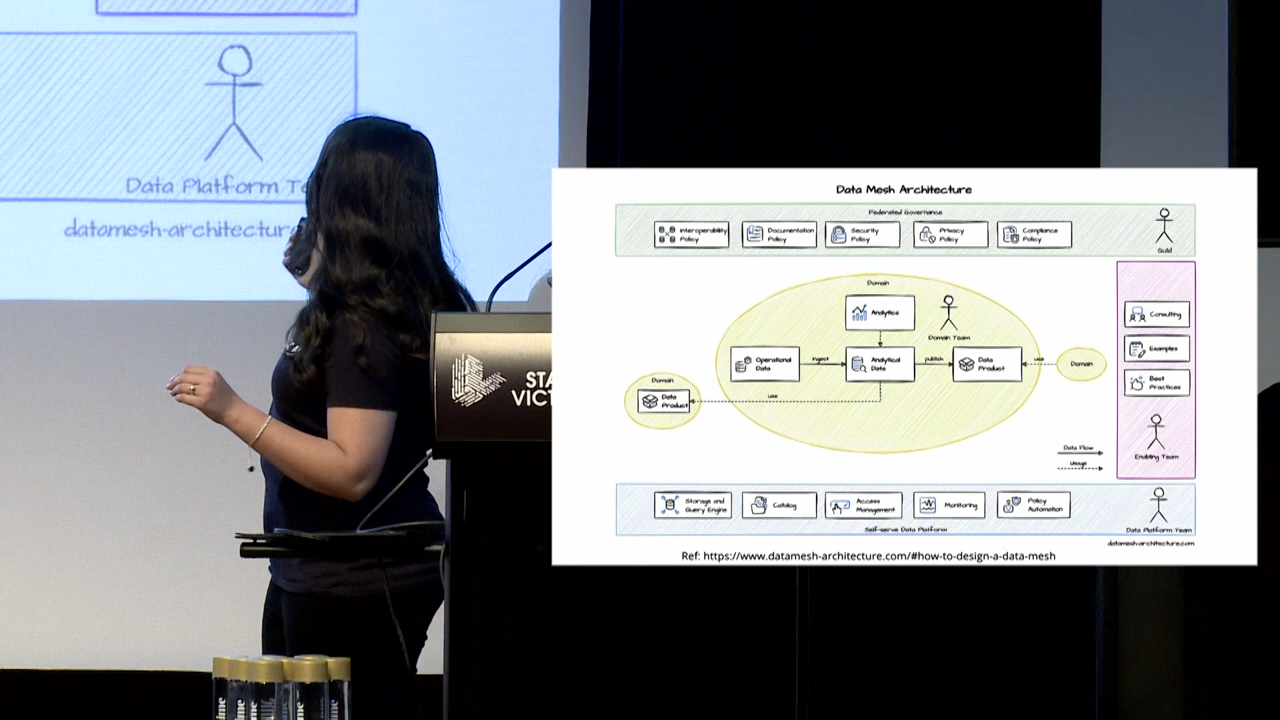 Data Platform
datamesh-architecture
STA
VICT
Data Mesh Architecture
Federated Governance
Interoperability
Policy
Documentation
Policy
Security
Policy
Privacy
Policy
Compliance
Policy
Guild
Domain
Analytics
Domain Team
Operational
Data
ingest
Analytical
Data
publish
Data
Product
use
Domain
Domain
Data
Product
use
Consulting
Examples
Best
Practices
Enabling Team
Data Flow
Usage
Storage and
Query Engine
Catalog
Access
Management
Monitoring
Policy
Automation
Self-serve Data Platform
Data Platform Team
datamesh-architecture.com
Ref: https://www.datamesh-architecture.com/#how-to-design-a-data-mesh